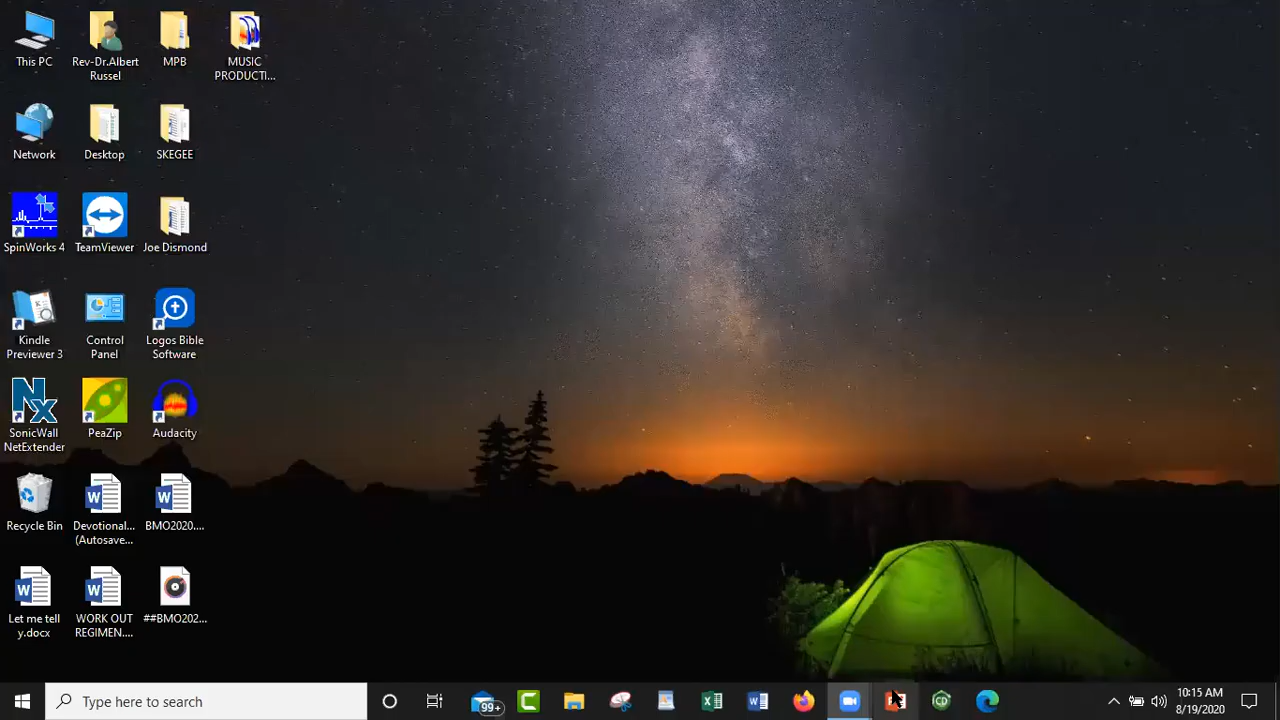 This PC
Rev-Dr.Albert
Russel
MPB
MUSIC
PRODUCTI...
Network
Desktop
SKEGEE
SpinWorks 4
TeamViewer
Joe Dismond
Kindle
Previewer 3
Control
Panel
Logos Bible
Software
SonicWall
NetExtender
PeaZip
Audacity
Recycle Bin
Devotional...
(Autosave...
BMO2020....
Let me tell
y.docx
WORK OUT
REGIMEN....
##BMO202...
Type here to search
99+
10:15 AM
8/19/2020